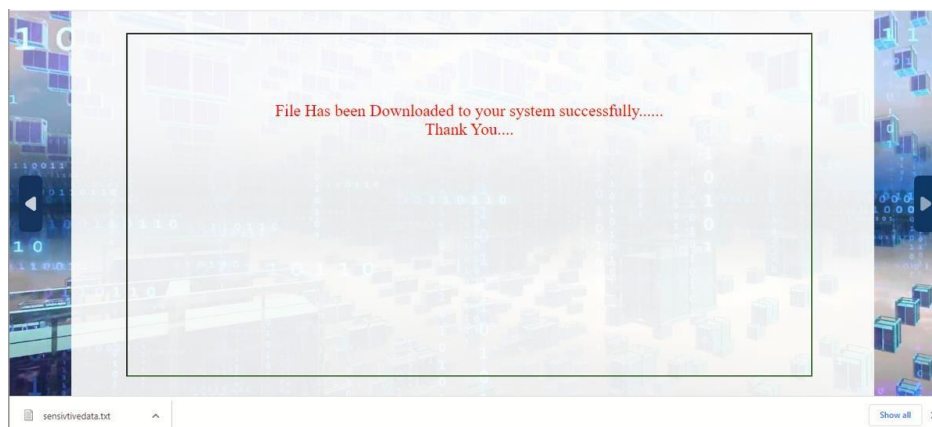 File Has been Downloaded to your system successfully......
Thank You....
sensivtivedata.txt
Show all